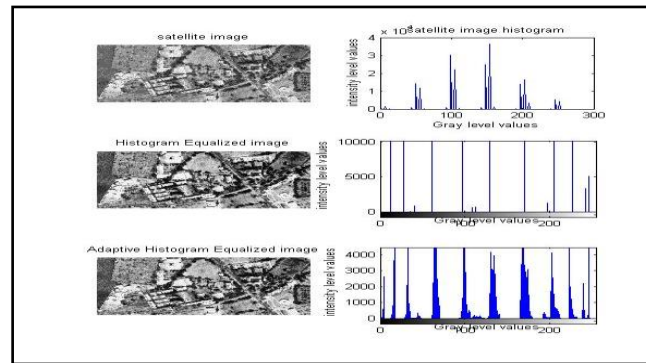 satellite image
satellite image histogram
× 10
4
3
2
1
0
intensity level values
0 100 200 300
Gray level values
Histogram Equalized image
10000
5000
0
intensity level values
0 100 200
Gray level values
Adaptive Histogram Equalized image
4000
3000
2000
1000
0
intensity level values
0 100 200
Gray level values